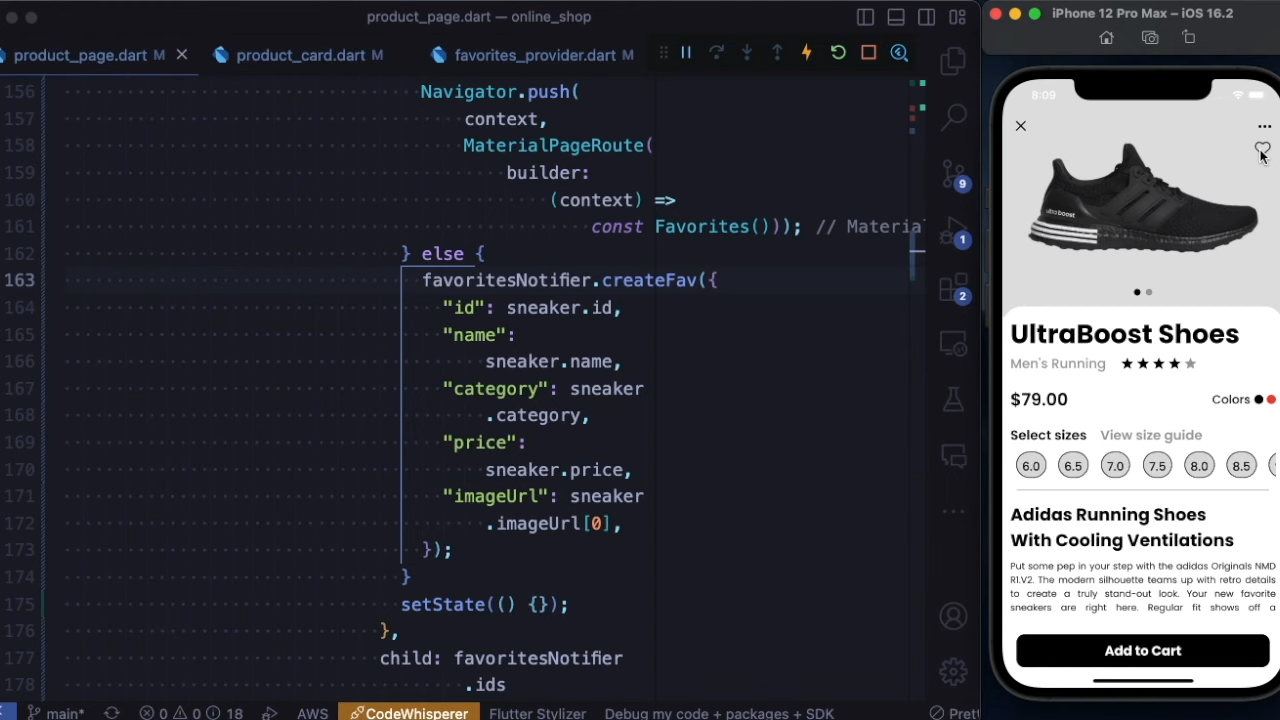 product_page.dart — online_shop
product_page.dart M
product_card.dart M
favorites_provider.dart M
156 Navigator.push(
157 context,
158 MaterialPageRoute(
159 builder:
160 (context) =>
161 const Favorites())); // Materia
162 } else {
163 favoritesNotifier.createFav({
164 "id": sneaker.id,
165 "name":
166 sneaker.name,
167 "category": sneaker
168 .category,
169 "price":
170 sneaker.price,
171 "imageUrl": sneaker
172 .imageUrl[0],
173 });
174 }
175 setState(() {});
176 },
177 child: favoritesNotifier
178 .ids
9
1
2
main* 0 0 18 AWS CodeWhisperer Flutter Stylizer Debug my code + packages + SDK Prett
iPhone 12 Pro Max – iOS 16.2
8:09
ultraboost
UltraBoost Shoes
Men's Running
$79.00 Colors
Select sizes View size guide
6.0 6.5 7.0 7.5 8.0 8.5
Adidas Running Shoes
With Cooling Ventilations
Put some pep in your step with the adidas Originals NMD
R1.V2. The modern silhouette teams up with retro details
to create a truly stand-out look. Your new favorite
sneakers are right here. Regular fit shows off a
Add to Cart